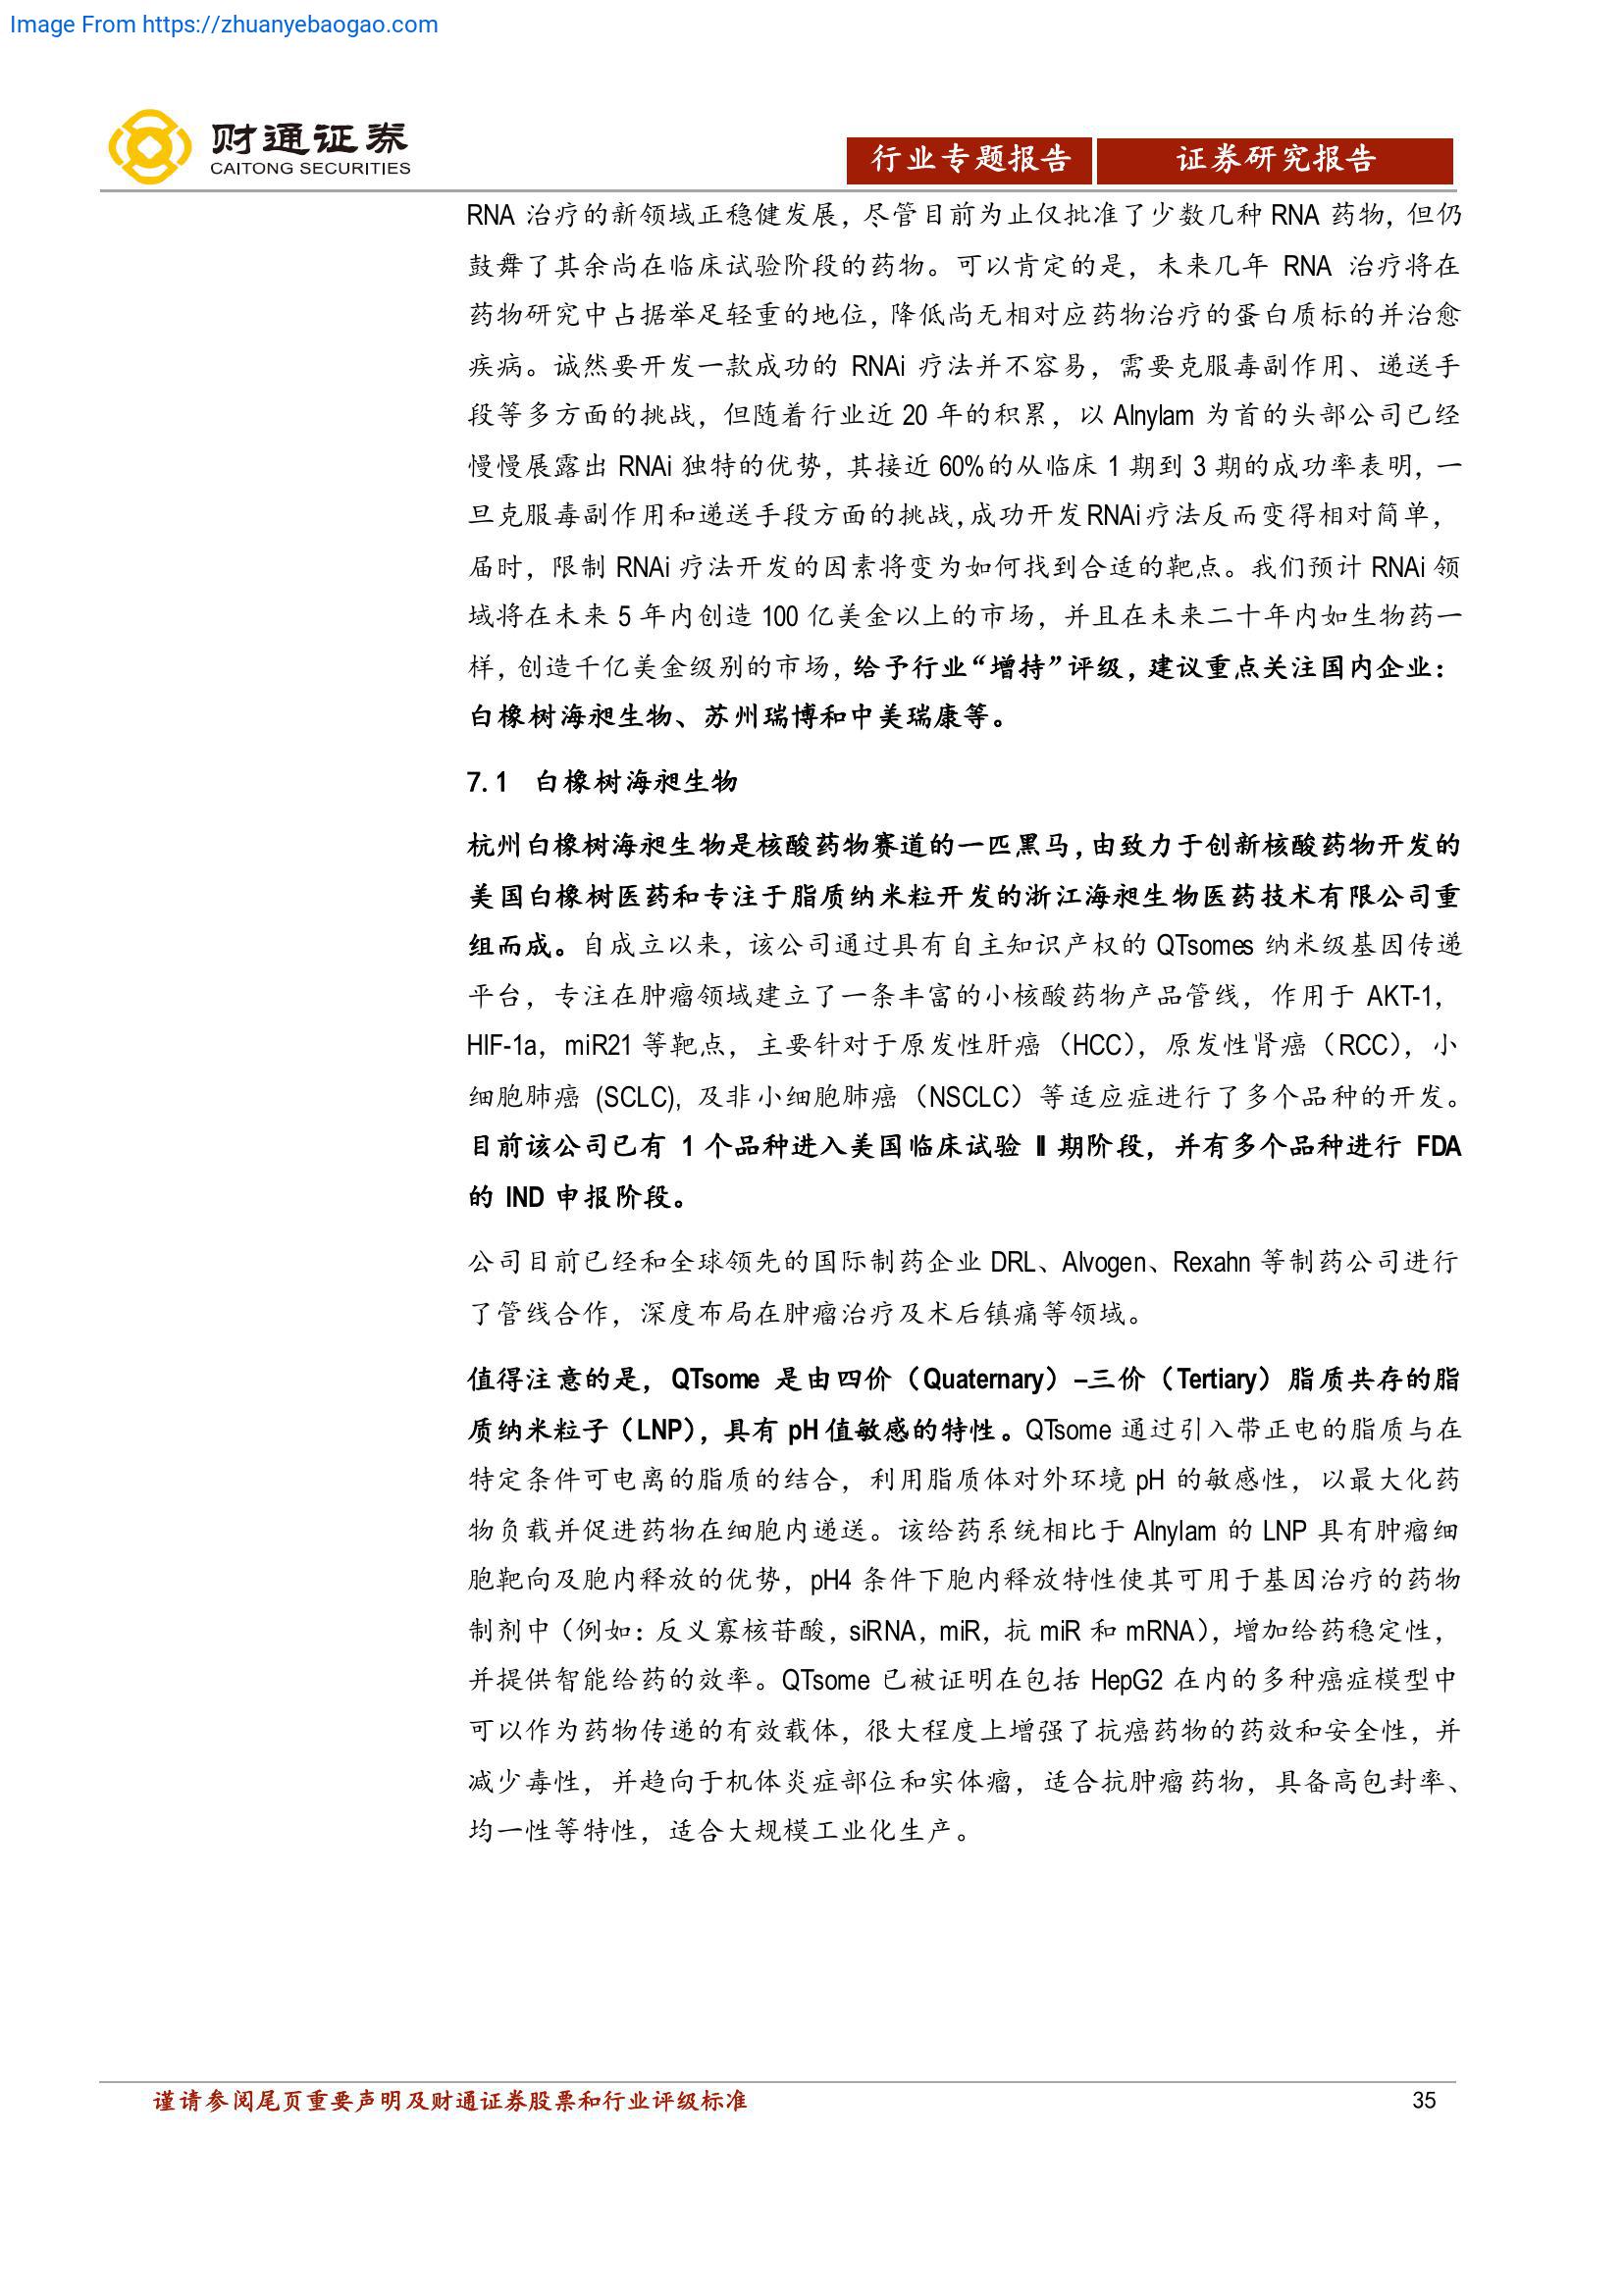 Image From https://zhuanyebaogao.com
财通证券
CAITONG SECURITIES
行业专题报告
证券研究报告
RNA 治疗的新领域正稳健发展，尽管目前为止仅批准了少数几种 RNA 药物，但仍
鼓舞了其余尚在临床试验阶段的药物。可以肯定的是，未来几年 RNA 治疗将在
药物研究中占据举足轻重的地位，降低尚无相对应药物治疗的蛋白质标的并治愈
疾病。诚然要开发一款成功的 RNAi 疗法并不容易，需要克服毒副作用、递送手
段等多方面的挑战，但随着行业近 20 年的积累，以 Alnylam 为首的头部公司已经
慢慢展露出 RNAi 独特的优势，其接近 60%的从临床 1 期到 3 期的成功率表明，一
旦克服毒副作用和递送手段方面的挑战，成功开发 RNAi 疗法反而变得相对简单，
届时，限制 RNAi 疗法开发的因素将变为如何找到合适的靶点。我们预计 RNAi 领
域将在未来 5 年内创造 100 亿美金以上的市场，并且在未来二十年内如生物药一
样，创造千亿美金级别的市场，给予行业“增持”评级，建议重点关注国内企业：
白橡树海昶生物、苏州瑞博和中美瑞康等。
7.1 白橡树海昶生物
杭州白橡树海昶生物是核酸药物赛道的一匹黑马，由致力于创新核酸药物开发的
美国白橡树医药和专注于脂质纳米粒开发的浙江海昶生物医药技术有限公司重
组而成。自成立以来，该公司通过具有自主知识产权的 QTsomes 纳米级基因传递
平台，专注在肿瘤领域建立了一条丰富的小核酸药物产品管线，作用于 AKT-1，
HIF-1a，miR21 等靶点，主要针对于原发性肝癌（HCC），原发性肾癌（RCC），小
细胞肺癌 (SCLC), 及非小细胞肺癌（NSCLC）等适应症进行了多个品种的开发。
目前该公司已有 1 个品种进入美国临床试验 II 期阶段，并有多个品种进行 FDA
的 IND 申报阶段。
公司目前已经和全球领先的国际制药企业 DRL、Alvogen、Rexahn 等制药公司进行
了管线合作，深度布局在肿瘤治疗及术后镇痛等领域。
值得注意的是，QTsome 是由四价（Quaternary）–三价（Tertiary）脂质共存的脂
质纳米粒子（LNP），具有 pH 值敏感的特性。QTsome 通过引入带正电的脂质与在
特定条件可电离的脂质的结合，利用脂质体对外环境 pH 的敏感性，以最大化药
物负载并促进药物在细胞内递送。该给药系统相比于 Alnylam 的 LNP 具有肿瘤细
胞靶向及胞内释放的优势，pH4 条件下胞内释放特性使其可用于基因治疗的药物
制剂中（例如：反义寡核苷酸，siRNA，miR，抗 miR 和 mRNA），增加给药稳定性，
并提供智能给药的效率。QTsome 已被证明在包括 HepG2 在内的多种癌症模型中
可以作为药物传递的有效载体，很大程度上增强了抗癌药物的药效和安全性，并
减少毒性，并趋向于机体炎症部位和实体瘤，适合抗肿瘤药物，具备高包封率、
均一性等特性，适合大规模工业化生产。
谨请参阅尾页重要声明及财通证券股票和行业评级标准
35